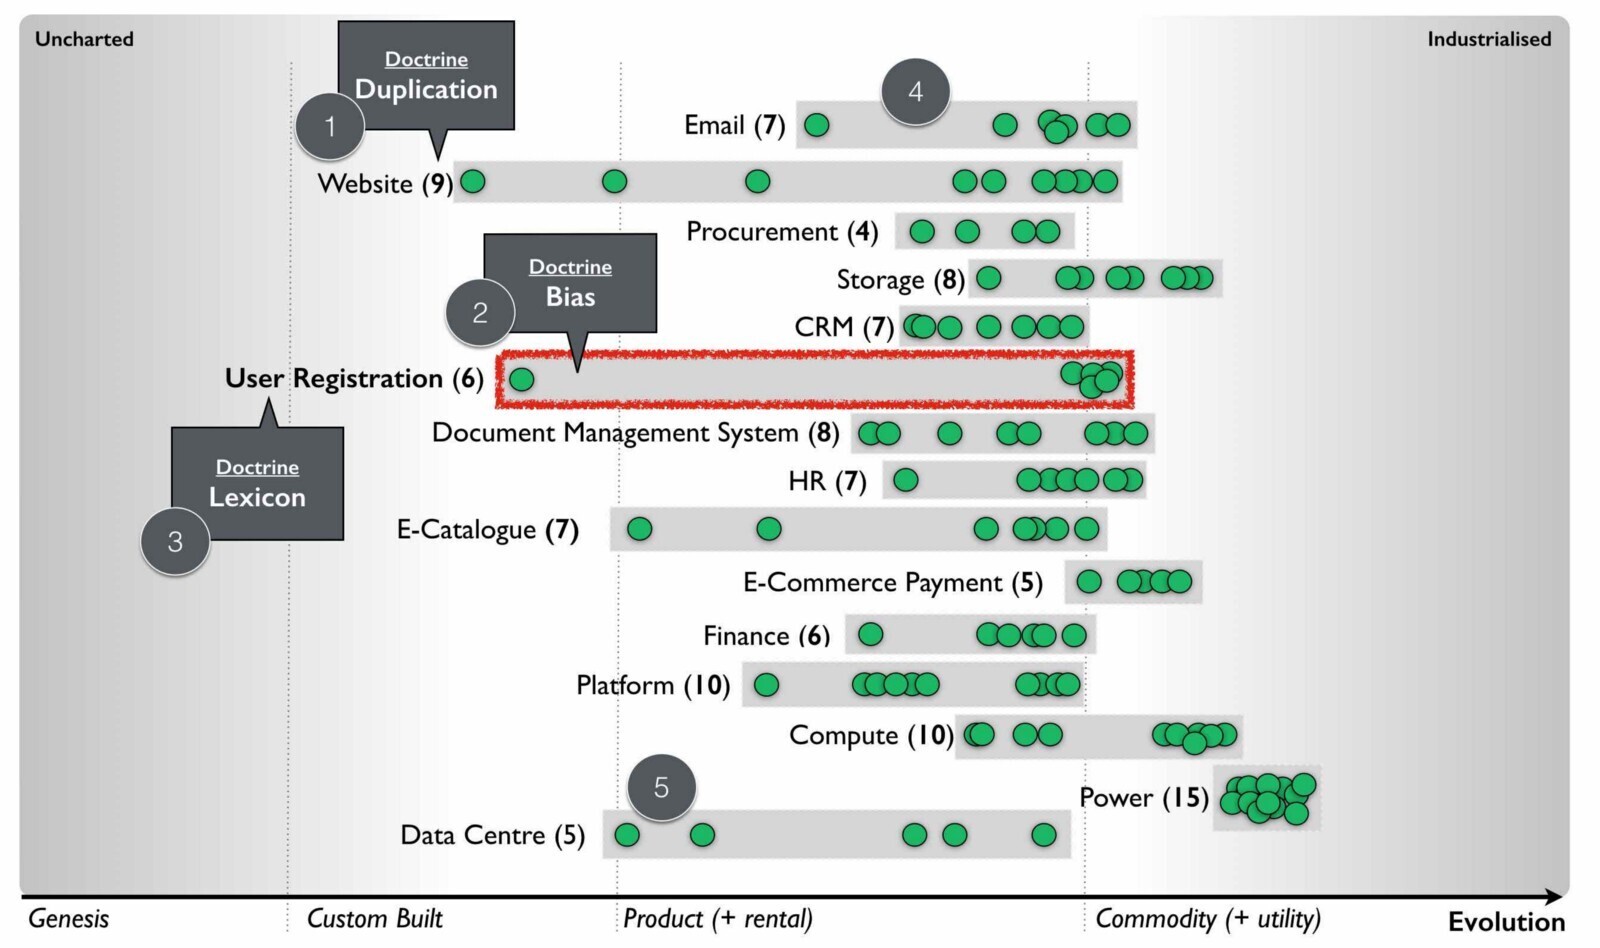 Uncharted
Industrialised
Doctrine
Duplication
1
4
Email (7)
Website (9)
Procurement (4)
Doctrine
Bias
2
Storage (8)
CRM (7)
User Registration (6)
Document Management System (8)
Doctrine
Lexicon
3
HR (7)
E-Catalogue (7)
E-Commerce Payment (5)
Finance (6)
Platform (10)
Compute (10)
5
Power (15)
Data Centre (5)
Genesis
Custom Built
Product (+ rental)
Commodity (+ utility)
Evolution